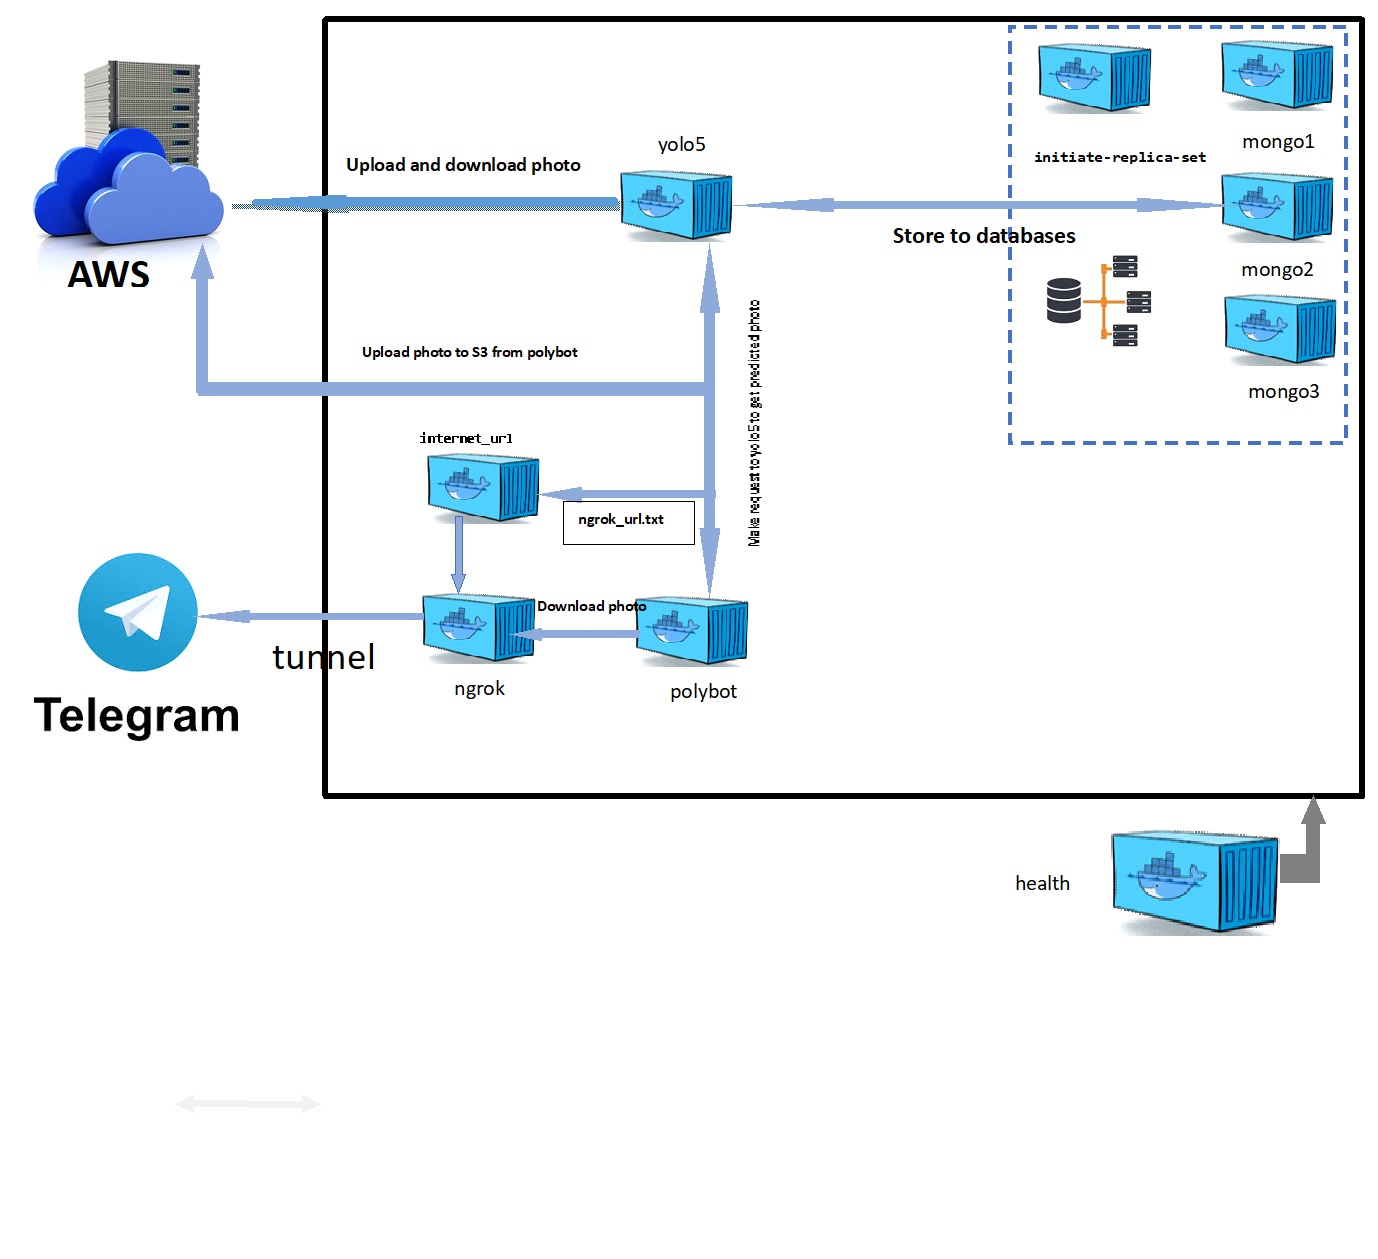 yolo5
mongo1
initiate-replica-set
Upload and download photo
Store to databases
AWS
mongo2
Upload photo to S3 from polybot
Make request to yolo5 to get predicted photo
mongo3
internet_url
ngrok_url.txt
Download photo
tunnel
ngrok
polybot
Telegram
health